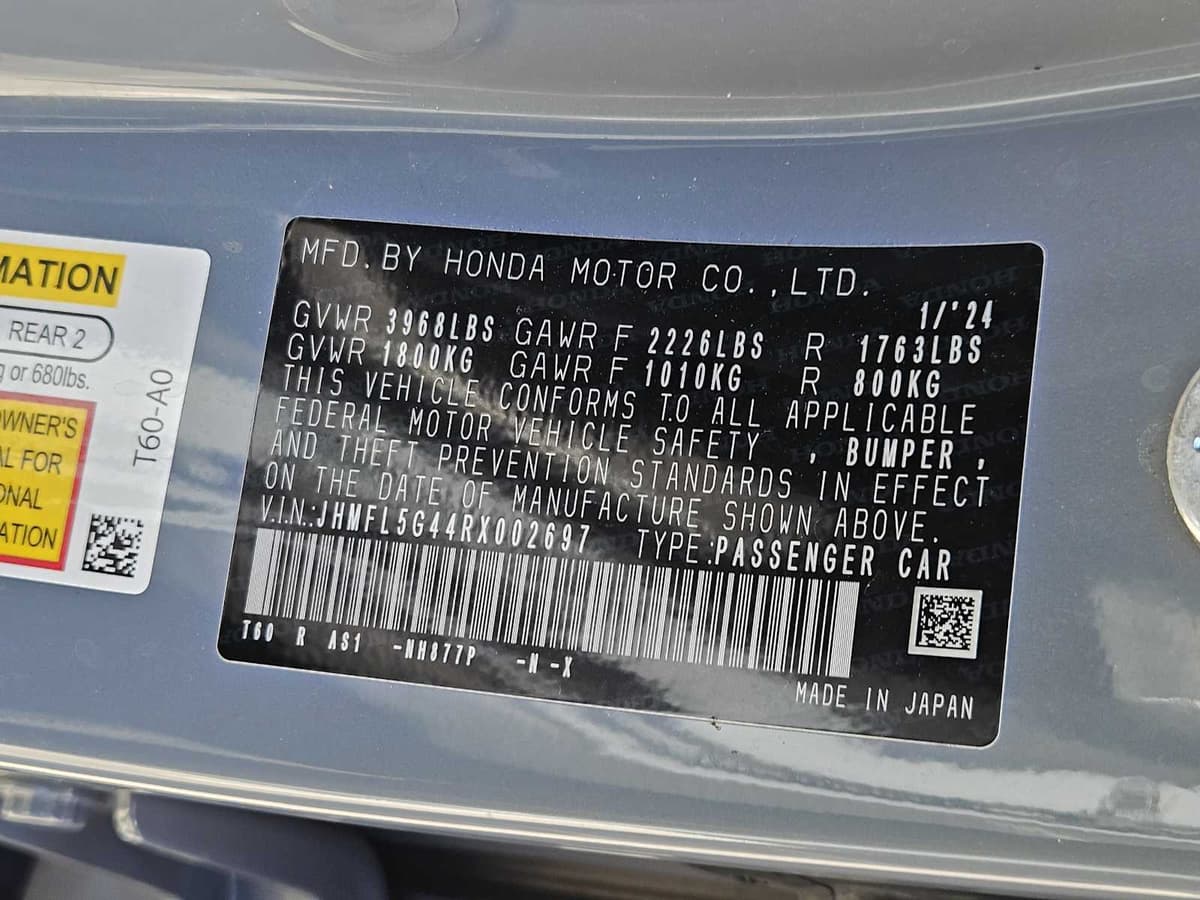 MATION
REAR 2
g or 680lbs.
OWNER'S
AL FOR
ONAL
ATION
T60-A0
MFD. BY HONDA MOTOR CO., LTD.
1/'24
GVWR 3968LBS GAWR F 2226LBS R 1763LBS
GVWR 1800KG GAWR F 1010KG R 800KG
THIS VEHICLE CONFORMS TO ALL APPLICABLE
FEDERAL MOTOR VEHICLE SAFETY , BUMPER ,
AND THEFT PREVENTION STANDARDS IN EFFECT
ON THE DATE OF MANUFACTURE SHOWN ABOVE.
V.I.N.:JHMFL5G44RX002697 TYPE:PASSENGER CAR
T60 R AS1 -NH877P -N -X
MADE IN JAPAN